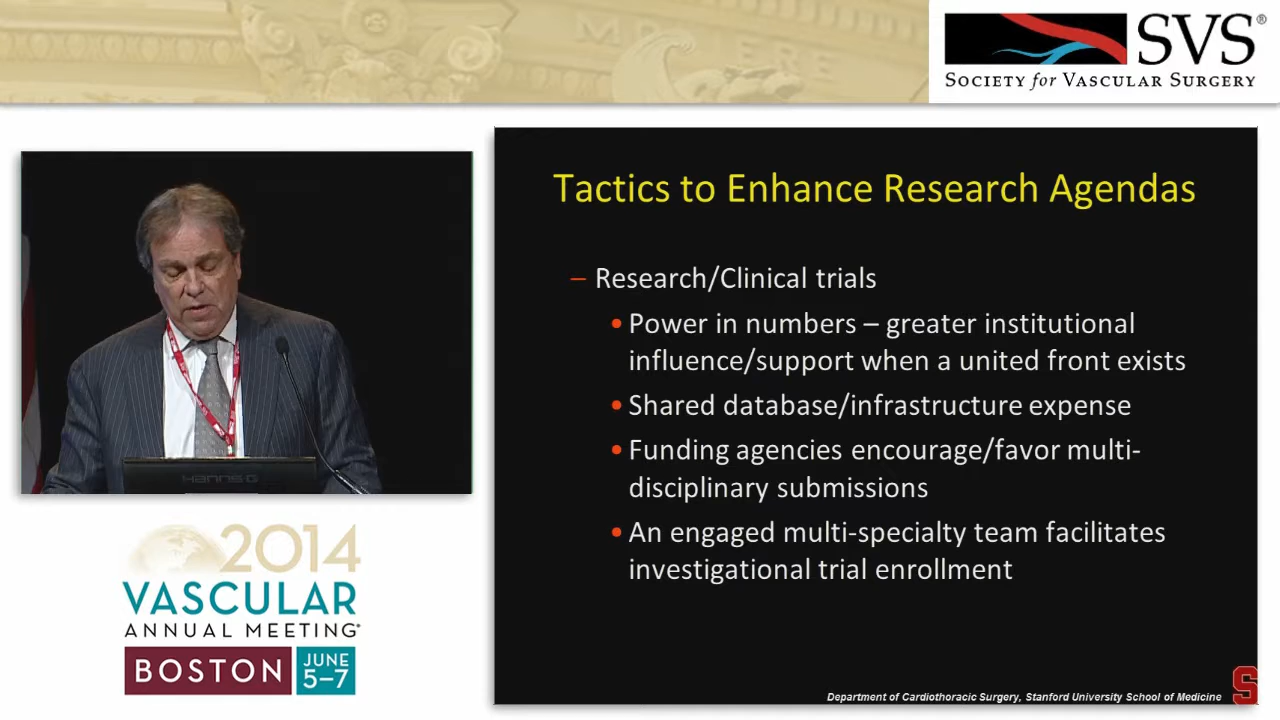 MODERE
SVS®
SOCIETY for VASCULAR SURGERY
Tactics to Enhance Research Agendas
– Research/Clinical trials
• Power in numbers – greater institutional
influence/support when a united front exists
• Shared database/infrastructure expense
• Funding agencies encourage/favor multi-
disciplinary submissions
• An engaged multi-specialty team facilitates
investigational trial enrollment
Department of Cardiothoracic Surgery, Stanford University School of Medicine
S
HANNS-G
2014
VASCULAR
ANNUAL MEETING®
BOSTON
JUNE
5–7